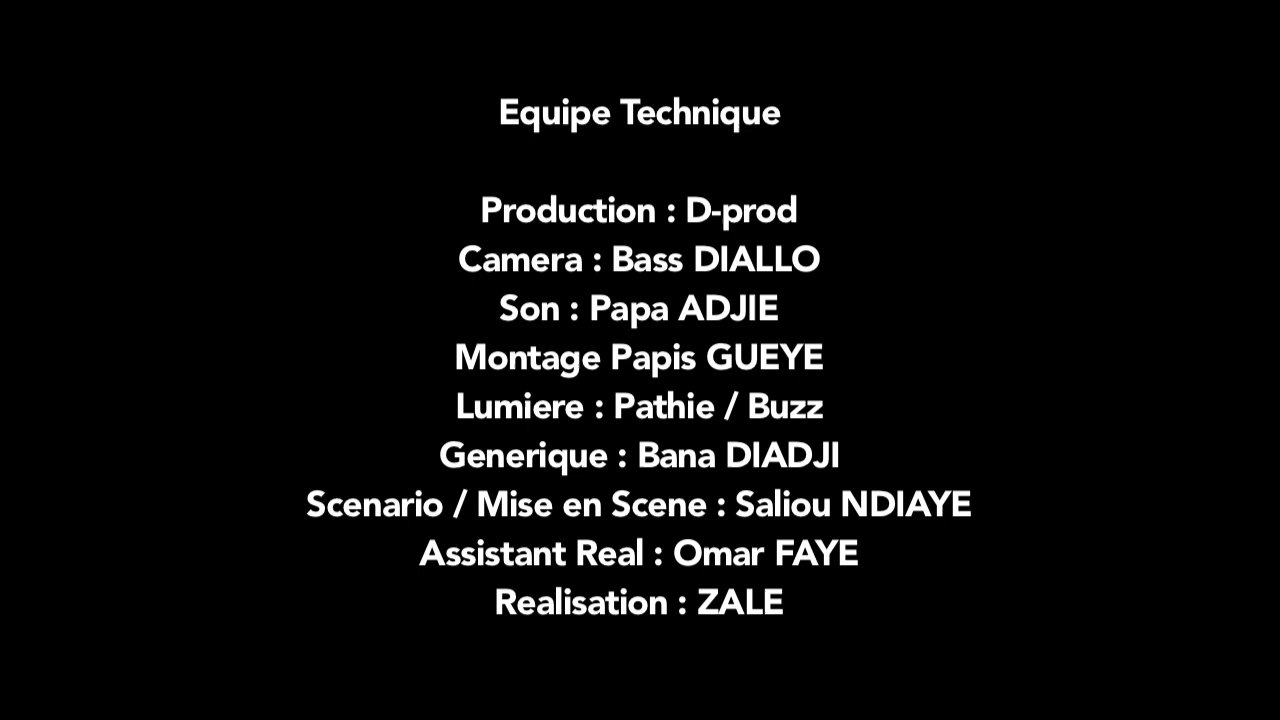 Equipe Technique
Production : D-prod
Camera : Bass DIALLO
Son : Papa ADJIE
Montage Papis GUEYE
Lumiere : Pathie / Buzz
Generique : Bana DIADJI
Scenario / Mise en Scene : Saliou NDIAYE
Assistant Real : Omar FAYE
Realisation : ZALE